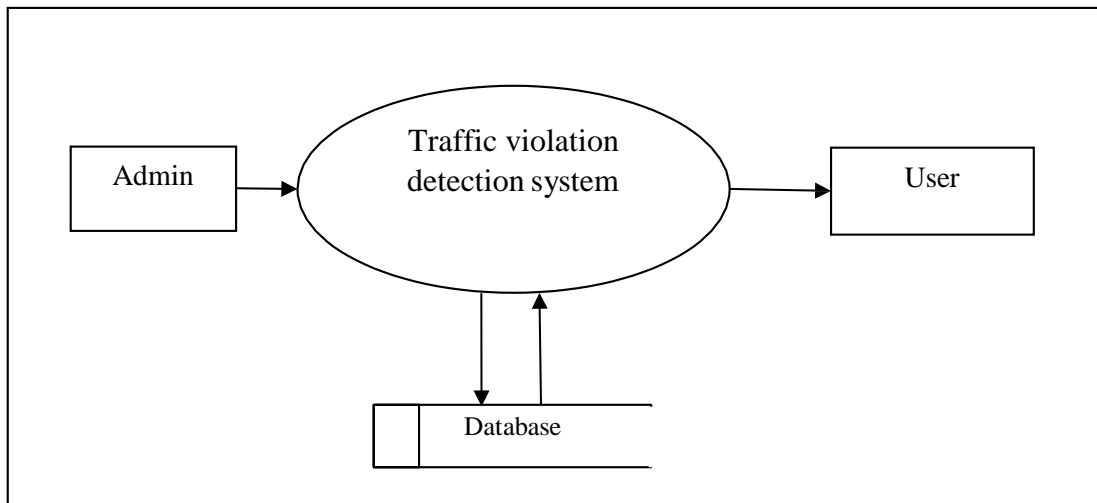 Traffic violation
detection system
Admin
User
Database